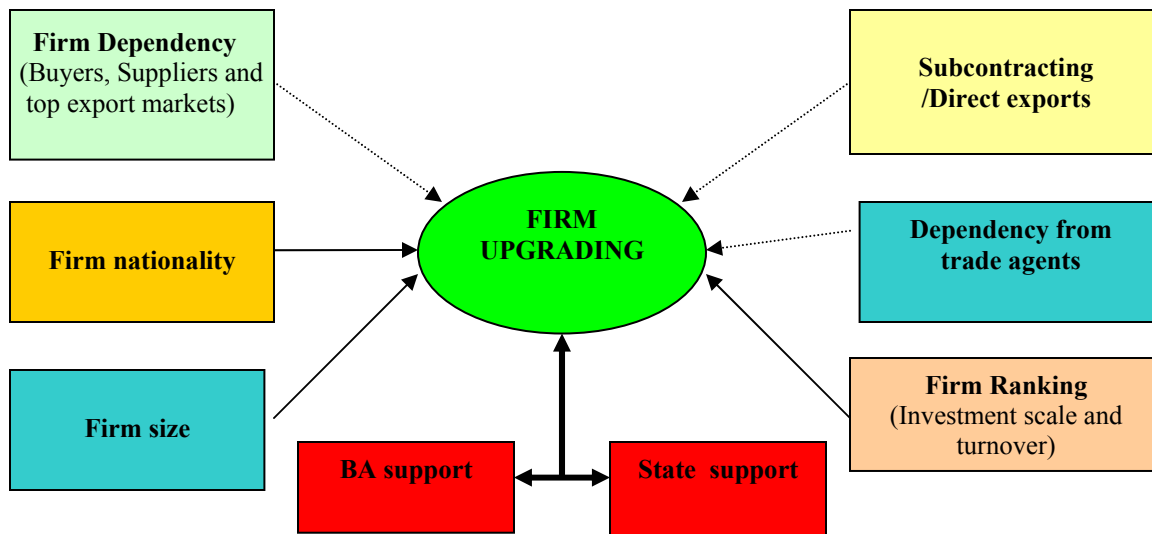 Firm Dependency
(Buyers, Suppliers and
top export markets)
Subcontracting
/Direct exports
FIRM
UPGRADING
Firm nationality
Dependency from
trade agents
Firm size
Firm Ranking
(Investment scale and
turnover)
BA support
State support